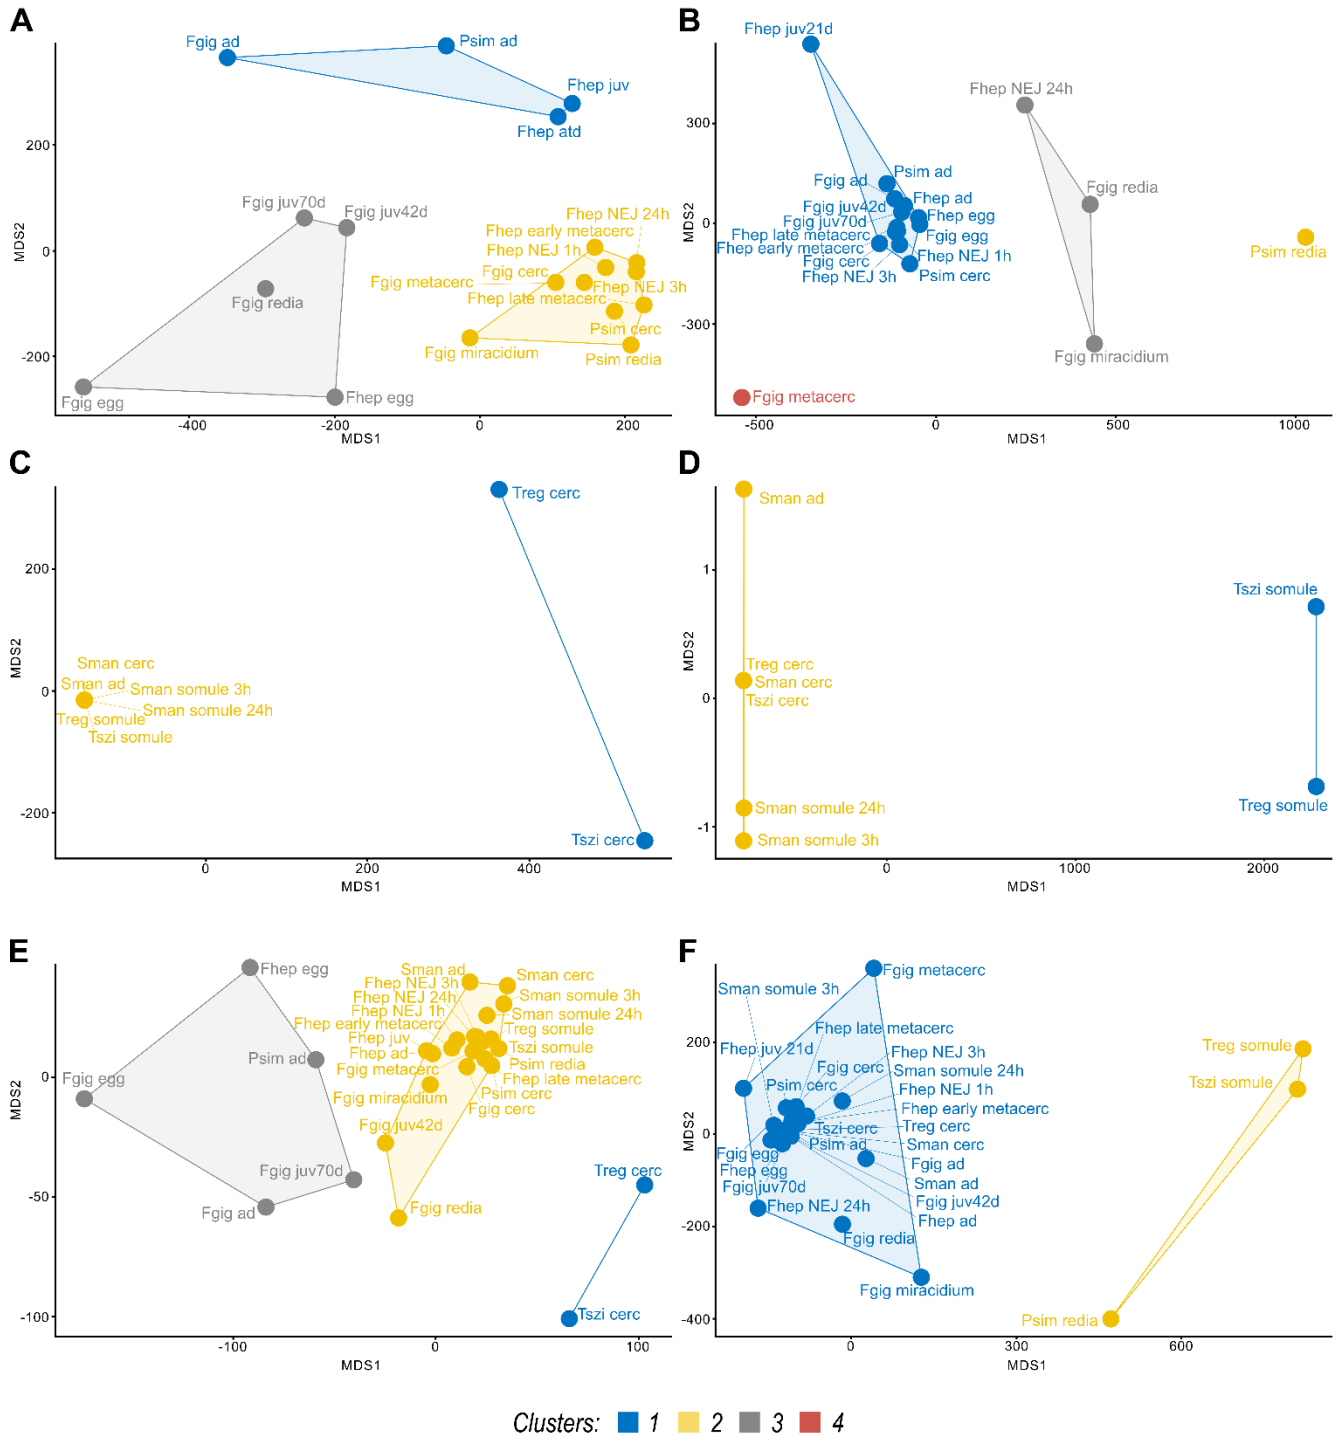 A
Fgig ad
Psim ad
Fhep juv
Fhep atd
200
0
-200
MDS2
Fgig juv70d
Fgig juv42d
Fgig redia
Fgig egg
Fhep egg
Fhep NEJ 24h
Fhep early metacerc
Fhep NEJ 1h
Fgig cerc
Fgig metacerc
Fhep NEJ 3h
Fhep late metacerc
Psim cerc
Fgig miracidium
Psim redia
-400
-200
0
200
MDS1
B
Fhep juv21d
Fhep NEJ 24h
300
0
-300
MDS2
Psim ad
Fgig ad
Fhep ad
Fgig juv42d
Fhep egg
Fgig juv70d
Fhep late metacerc
Fgig egg
Fhep early metacerc
Fhep NEJ 1h
Fgig cerc
Fhep NEJ 3h
Psim cerc
Fgig redia
Psim redia
Fgig miracidium
Fgig metacerc
-500
0
500
1000
MDS1
C
Treg cerc
200
0
-200
MDS2
Sman cerc
Sman ad
Sman somule 3h
Sman somule 24h
Treg somule
Tszi somule
Tszi cerc
0
200
400
MDS1
D
Sman ad
1
0
-1
MDS2
Tszi somule
Treg cerc
Sman cerc
Tszi cerc
Treg somule
Sman somule 24h
Sman somule 3h
0
1000
2000
MDS1
E
Fhep egg
Psim ad
Fgig egg
Fgig juv70d
Fgig ad
0
-50
-100
MDS2
Sman ad
Sman cerc
Fhep NEJ 3h
Sman somule 3h
Fhep NEJ 24h
Sman somule 24h
Fhep NEJ 1h
Fhep early metacerc
Treg somule
Fhep juv
Tszi somule
Fhep ad
Psim redia
Fgig metacerc
Fhep late metacerc
Psim cerc
Fgig miracidium
Fgig cerc
Fgig juv42d
Fgig redia
Treg cerc
Tszi cerc
-100
0
100
MDS1
F
Fgig metacerc
Sman somule 3h
Fhep late metacerc
Fhep juv 21d
Fhep NEJ 3h
Fgig cerc
Sman somule 24h
Psim cerc
Fhep NEJ 1h
Fhep early metacerc
Tszi cerc
Treg cerc
Psim ad
Sman cerc
Fgig egg
Fgig ad
Fhep egg
Sman ad
Fgig juv70d
Fgig juv42d
Fhep NEJ 24h
Fhep ad
Fgig redia
Fgig miracidium
Treg somule
Tszi somule
Psim redia
200
0
-200
-400
MDS2
0
300
600
MDS1
Clusters: 1 2 3 4